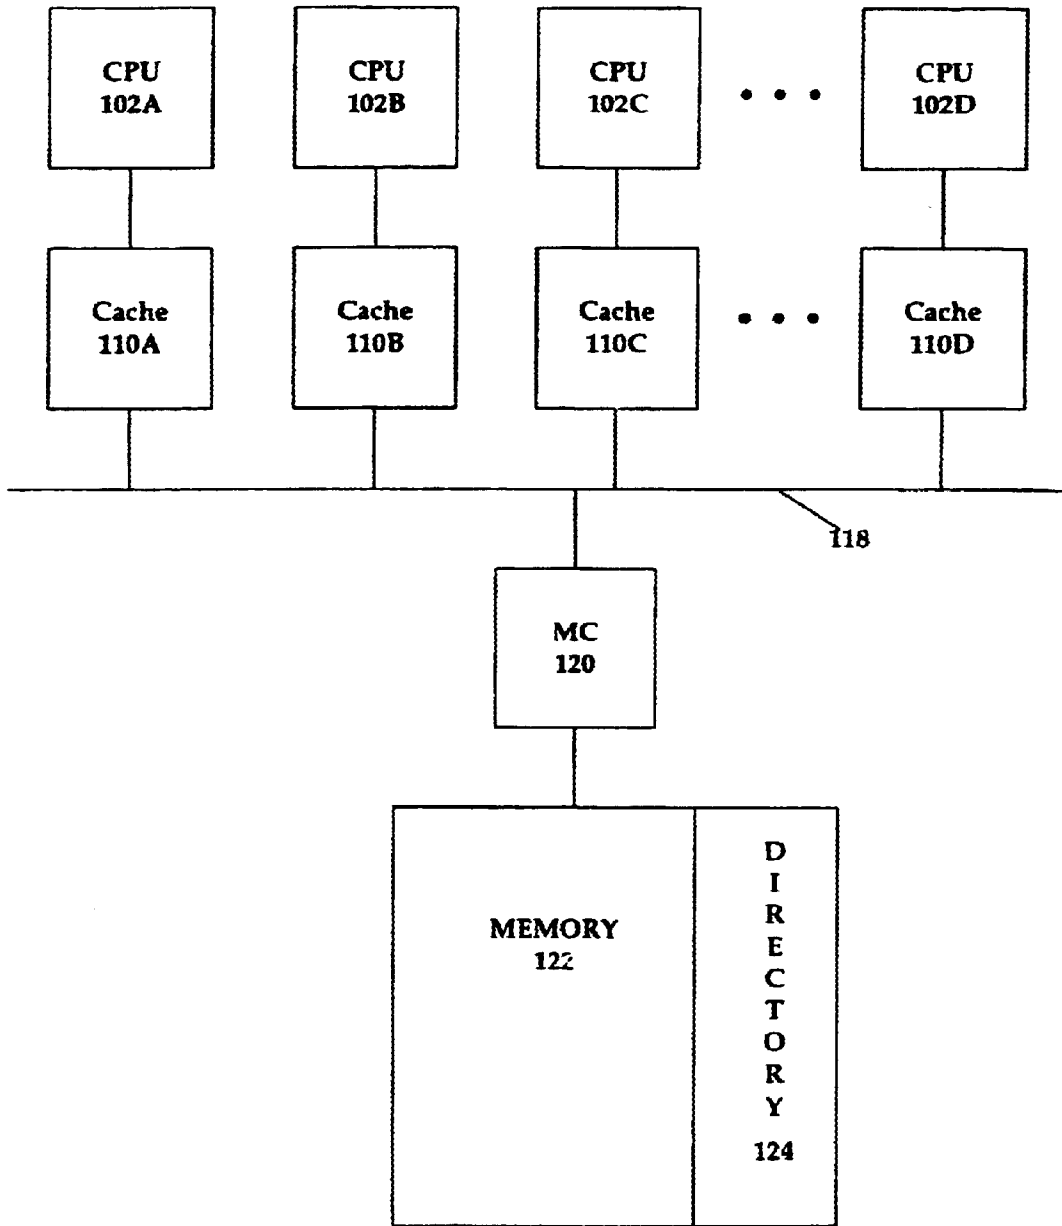 CPU
102A
CPU
102B
CPU
102C
CPU
102D
Cache
110A
Cache
110B
Cache
110C
Cache
110D
118
MC
120
MEMORY
122
DIRECTORY
124